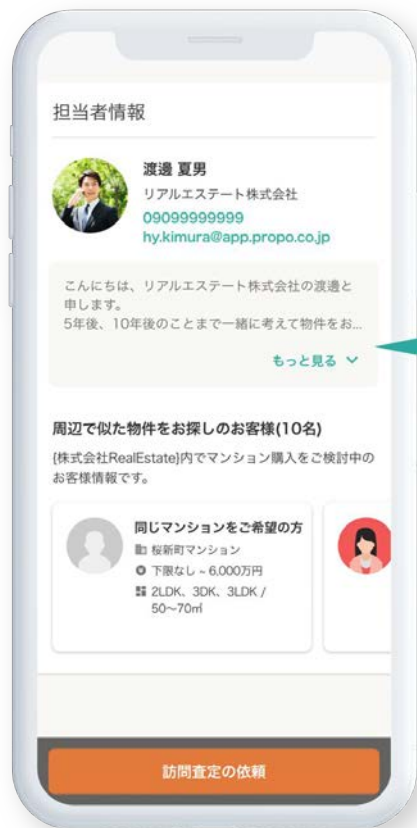 担当者情報
渡邊 夏男
リアルエステート株式会社
09099999999
hy.kimura@app.propo.co.jp
こんにちは、リアルエステート株式会社の渡邊と
申します。
5年後、10年後のことまで一緒に考えて物件をお...
もっと見る
周辺で似た物件をお探しのお客様(10名)
{株式会社RealEstate}内でマンション購入をご検討中の
お客様情報です。
同じマンションをご希望の方
桜新町マンション
下限なし ~ 6,000万円
2LDK、3DK、3LDK /
50〜70㎡
訪問査定の依頼